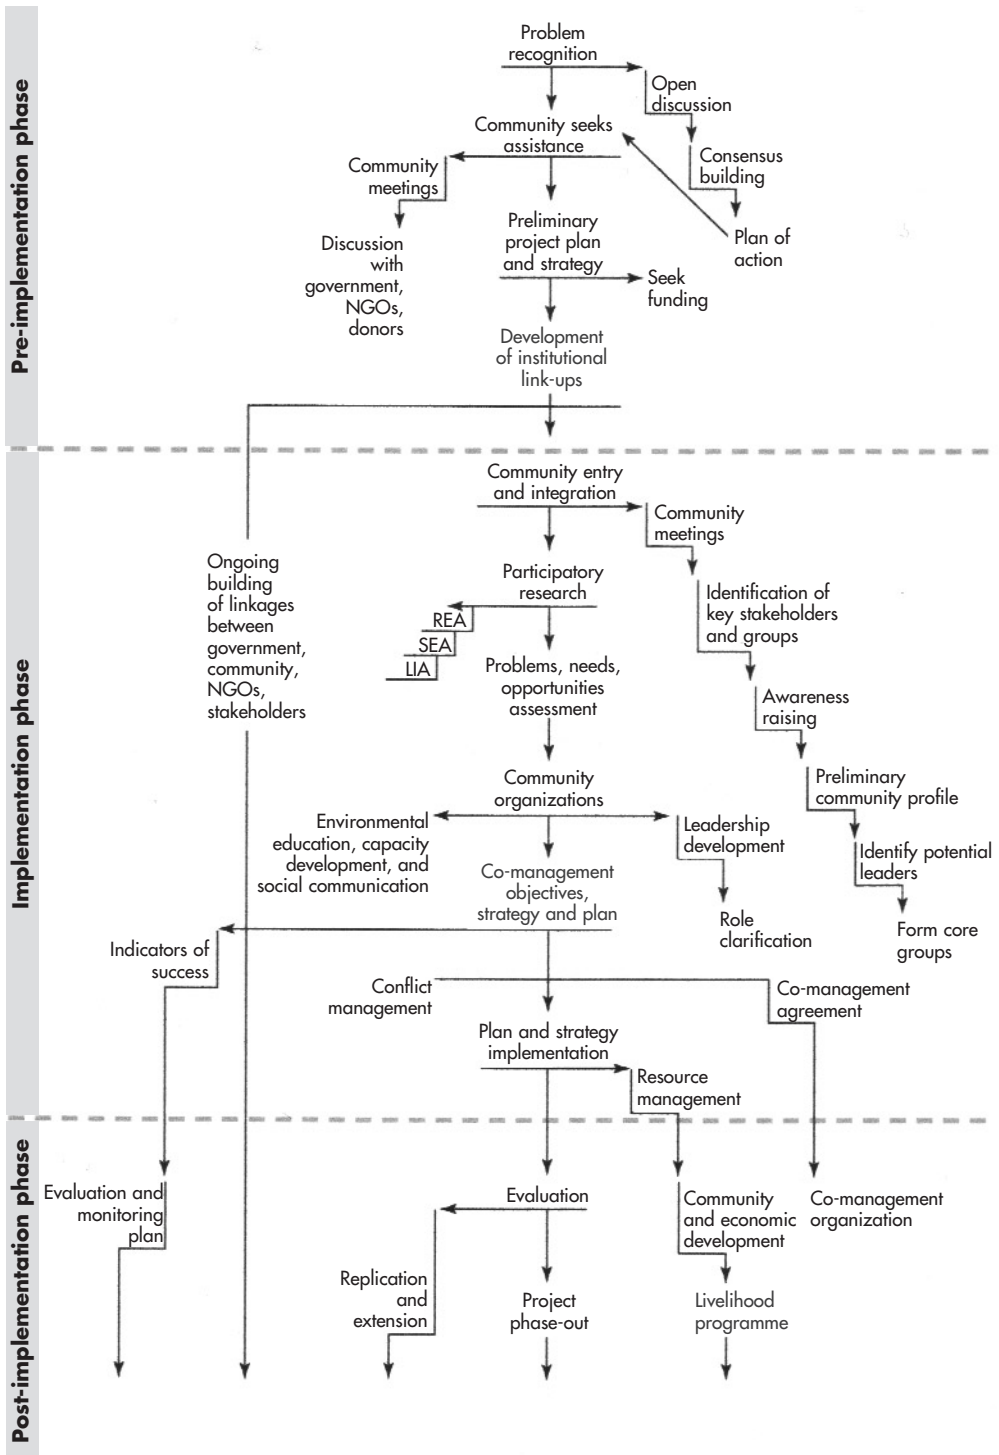 Pre-implementation phase
Problem
recognition
Open
discussion
Community seeks
assistance
Consensus
building
Community
meetings
Plan of
action
Preliminary
project plan
and strategy
Discussion
with
government,
NGOs,
donors
Seek
funding
Development
of institutional
link-ups
Implementation phase
Community entry
and integration
Community
meetings
Ongoing
building
of linkages
between
government,
community,
NGOs,
stakeholders
Participatory
research
Identification of
key stakeholders
and groups
REA
SEA
LIA
Problems, needs,
opportunities
assessment
Awareness
raising
Community
organizations
Preliminary
community profile
Environmental
education, capacity
development, and
social communication
Leadership
development
Identify potential
leaders
Co-management
objectives,
strategy and plan
Role
clarification
Form core
groups
Indicators of
success
Conflict
management
Co-management
agreement
Plan and strategy
implementation
Resource
management
Post-implementation phase
Evaluation and
monitoring
plan
Evaluation
Community
and economic
development
Co-management
organization
Replication
and
extension
Project
phase-out
Livelihood
programme